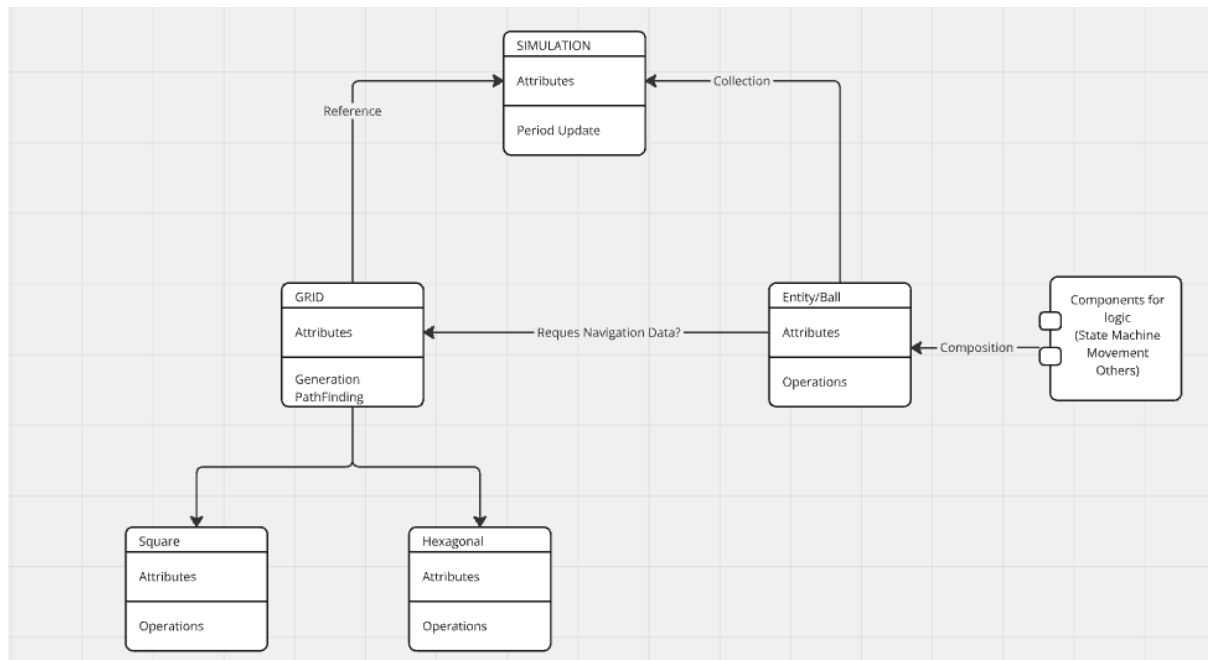 SIMULATION
Attributes
Period Update
Collection
Reference
GRID
Attributes
Generation
PathFinding
Reques Navigation Data?
Entity/Ball
Attributes
Operations
Composition
Components for
logic
(State Machine
Movement
Others)
Square
Attributes
Operations
Hexagonal
Attributes
Operations